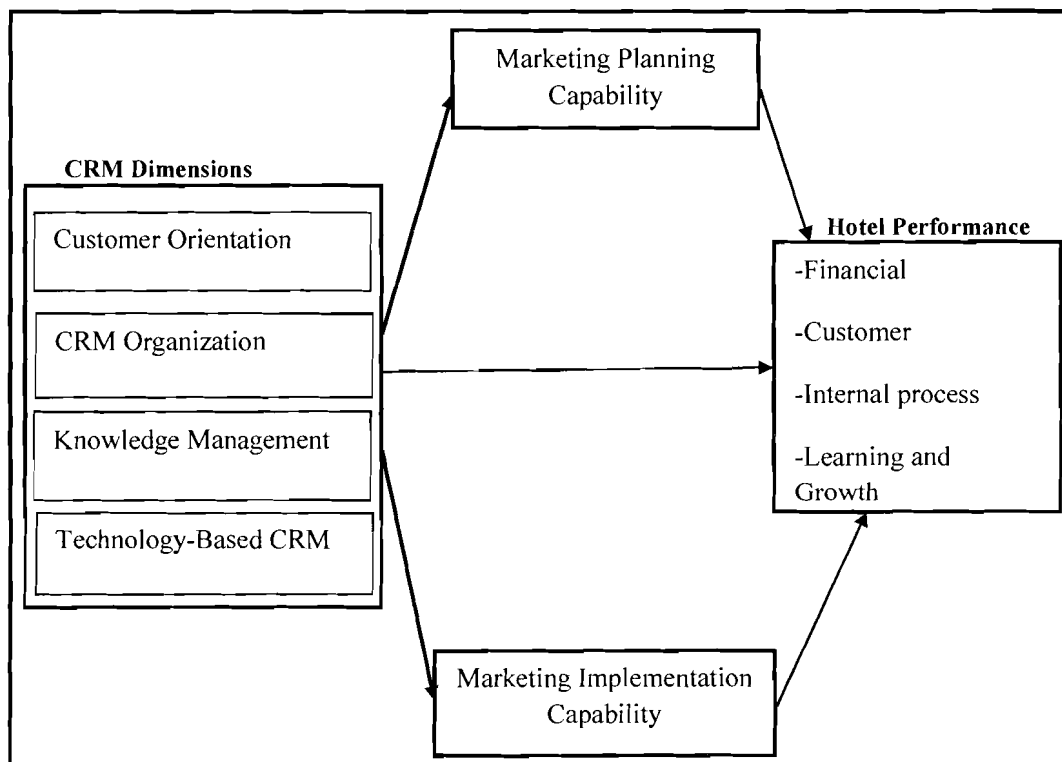 Marketing Planning
Capability
CRM Dimensions
Customer Orientation
CRM Organization
Knowledge Management
Technology-Based CRM
Hotel Performance
-Financial
-Customer
-Internal process
-Learning and
Growth
Marketing Implementation
Capability